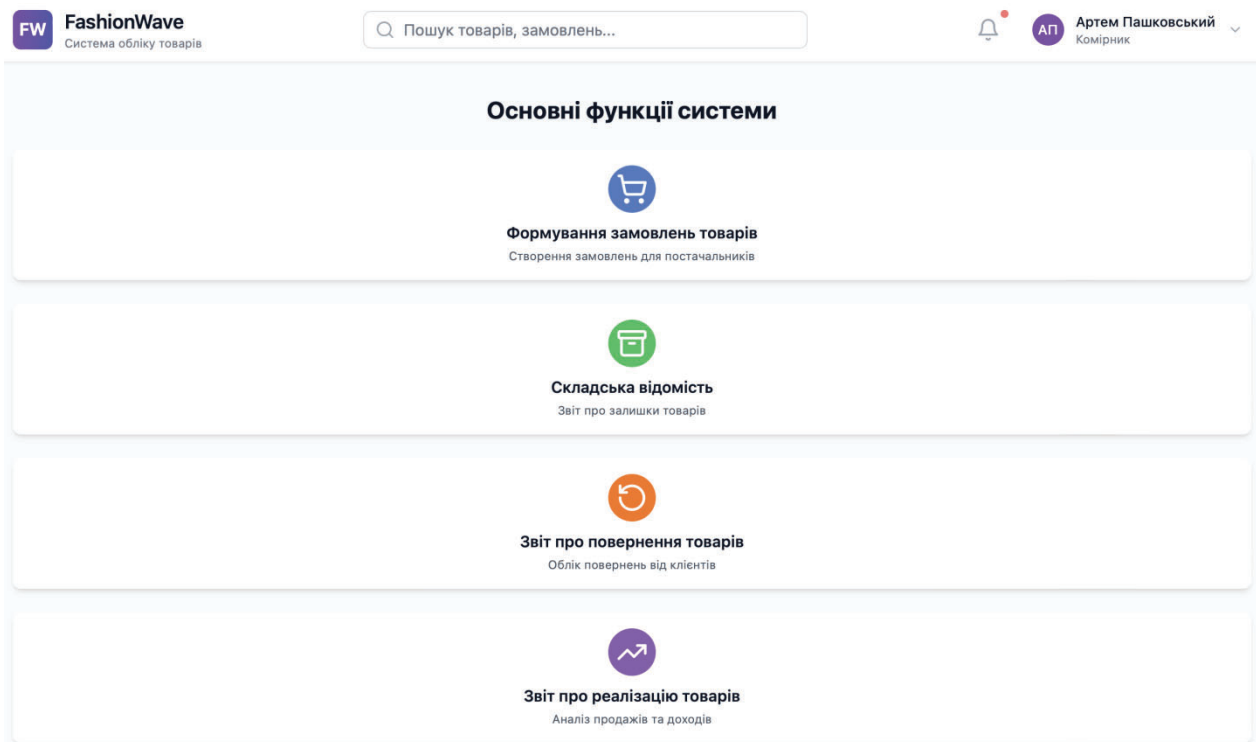 FW
FashionWave
Система обліку товарів
Пошук товарів, замовлень...
АП
Артем Пашковський
Комірник
Основні функції системи
Формування замовлень товарів
Створення замовлень для постачальників
Складська відомість
Звіт про залишки товарів
Звіт про повернення товарів
Облік повернень від клієнтів
Звіт про реалізацію товарів
Аналіз продажів та доходів